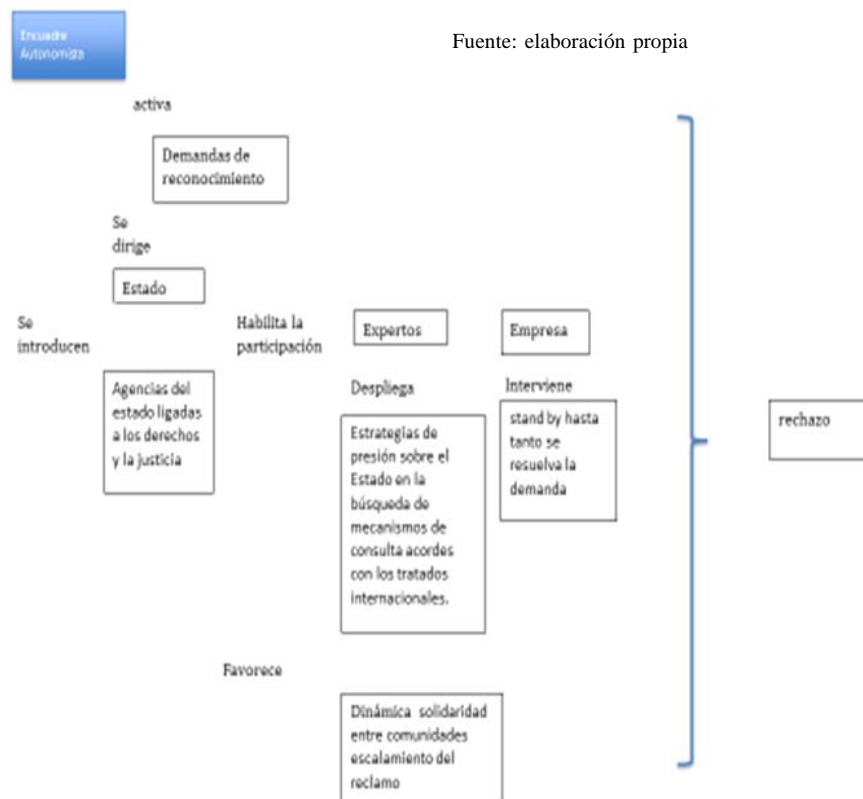 Encuadre
Autonomista
Fuente: elaboración propia
activa
Demandas de
reconocimiento
Se
dirige
Estado
Se
introducen
Habilita la
participación
Expertos
Empresa
Agencias del
estado ligadas
a los derechos
y la justicia
Despliega
Estrategias de
presión sobre el
Estado en la
búsqueda de
mecanismos de
consulta acordes
con los tratados
internacionales.
Interviene
stand by hasta
tanto se
resuelva la
demanda
rechazo
Favorece
Dinámica solidaridad
entre comunidades
escalamiento del
reclamo